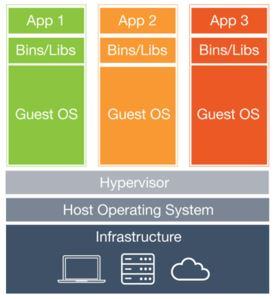 App 1
App 2
App 3
Bins/Libs
Bins/Libs
Bins/Libs
Guest OS
Guest OS
Guest OS
Hypervisor
Host Operating System
Infrastructure